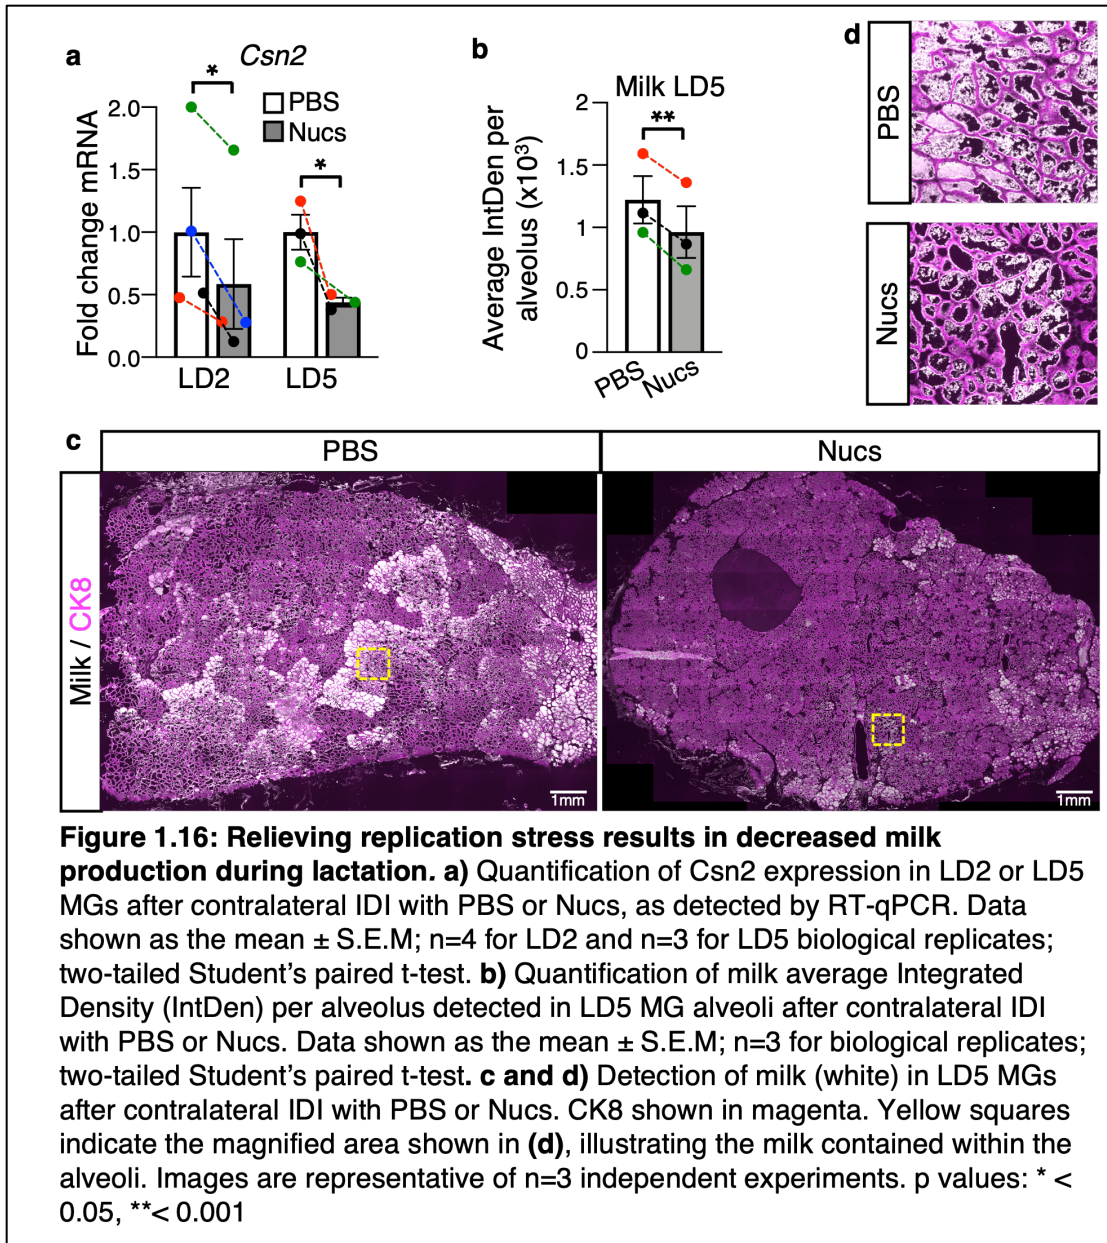 a
Csn2
*
PBS
Nucs
*
Fold change mRNA
2.0
1.5
1.0
0.5
0.0
LD2
LD5
b
Milk LD5
**
Average IntDen per
alveolus (x10³)
2
1.5
1
0.5
0
PBS
Nucs
d
PBS
Nucs
c
PBS
Nucs
Milk / CK8
1mm
1mm
Figure 1.16: Relieving replication stress results in decreased milk
production during lactation. a) Quantification of Csn2 expression in LD2 or LD5
MGs after contralateral IDI with PBS or Nucs, as detected by RT-qPCR. Data
shown as the mean ± S.E.M; n=4 for LD2 and n=3 for LD5 biological replicates;
two-tailed Student’s paired t-test. b) Quantification of milk average Integrated
Density (IntDen) per alveolus detected in LD5 MG alveoli after contralateral IDI
with PBS or Nucs. Data shown as the mean ± S.E.M; n=3 for biological replicates;
two-tailed Student’s paired t-test. c and d) Detection of milk (white) in LD5 MGs
after contralateral IDI with PBS or Nucs. CK8 shown in magenta. Yellow squares
indicate the magnified area shown in (d), illustrating the milk contained within the
alveoli. Images are representative of n=3 independent experiments. p values: * <
0.05, **< 0.001